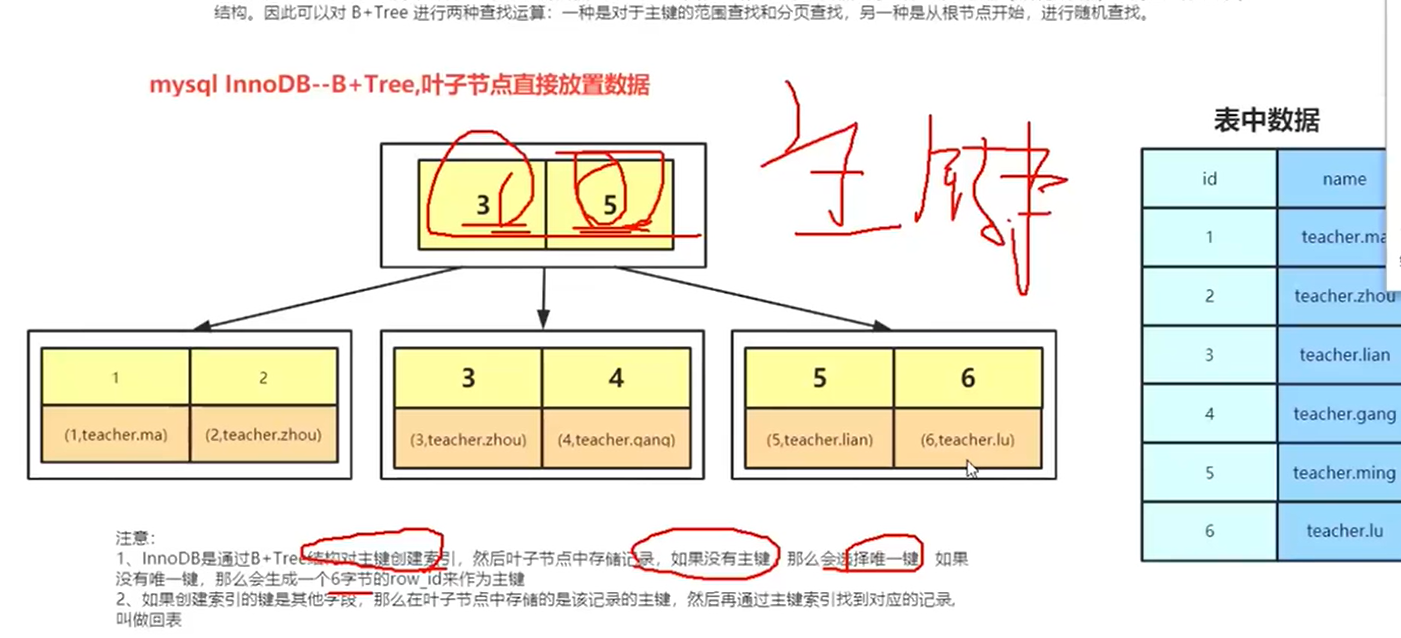 结构。因此可以对 B+Tree 进行两种查找运算：一种是对于主键的范围查找和分页查找，另一种是从根节点开始，进行随机查找。
mysql InnoDB--B+Tree,叶子节点直接放置数据
主键
3 5
1 2
(1,teacher.ma) (2,teacher.zhou)
3 4
(3,teacher.zhou) (4,teacher.gang)
5 6
(5,teacher.lian) (6,teacher.lu)
表中数据
id name
1 teacher.ma
2 teacher.zhou
3 teacher.lian
4 teacher.gang
5 teacher.ming
6 teacher.lu
注意：
1、InnoDB是通过B+Tree结构对主键创建索引，然后叶子节点中存储记录，如果没有主键，那么会选择唯一键，如果
没有唯一键，那么会生成一个6字节的row_id来作为主键
2、如果创建索引的键是其他字段，那么在叶子节点中存储的是该记录的主键，然后再通过主键索引找到对应的记录,
叫做回表